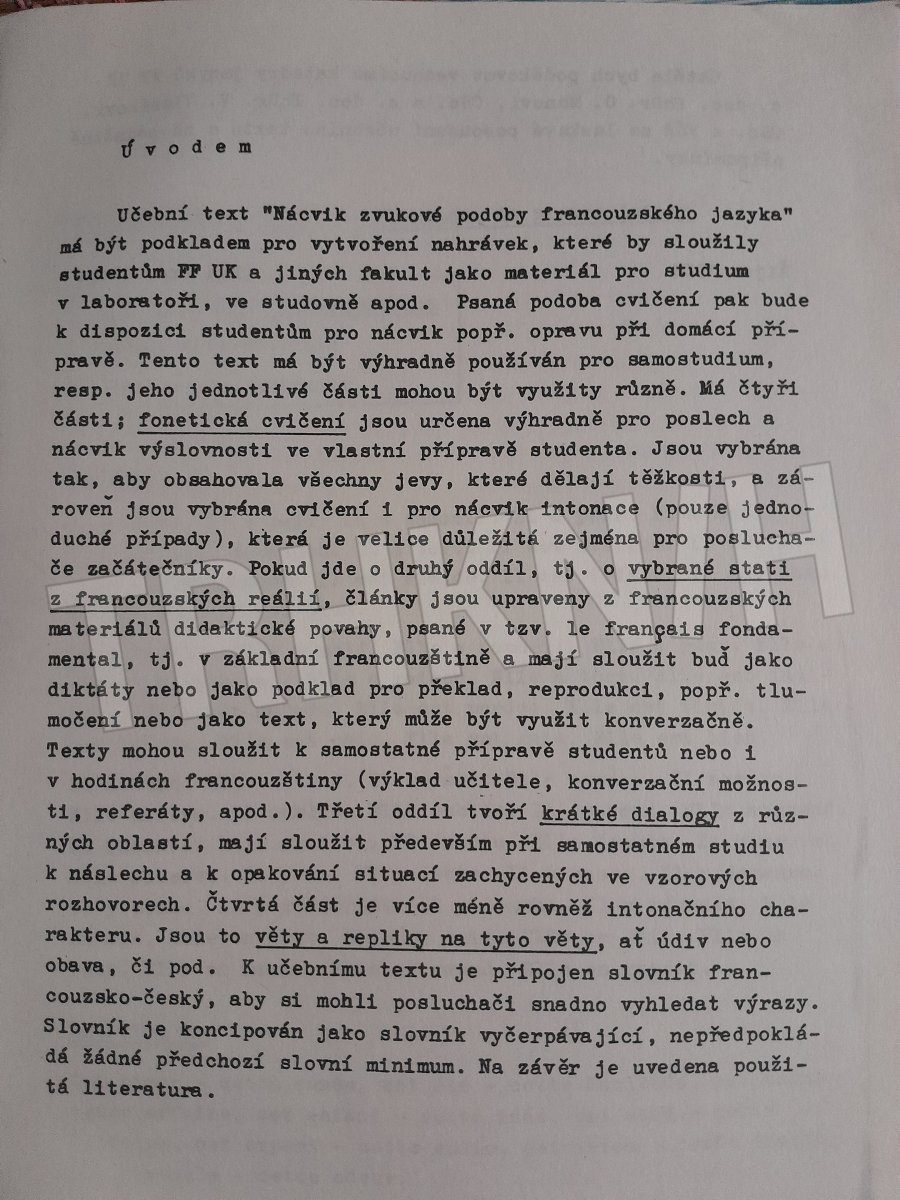 Ú v o d e m
Učební text "Nácvik zvukové podoby francouzského jazyka"
má být podkladem pro vytvoření nahrávek, které by sloužily
studentům FF UK a jiných fakult jako materiál pro studium
v laboratoři, ve studovně apod. Psaná podoba cvičení pak bude
k dispozici studentům pro nácvik popř. opravu při domácí pří-
pravě. Tento text má být výhradně používán pro samostudium,
resp. jeho jednotlivé části mohou být využity různě. Má čtyři
části; fonetická cvičení jsou určena výhradně pro poslech a
nácvik výslovnosti ve vlastní přípravě studenta. Jsou vybrána
tak, aby obsahovala všechny jevy, které dělají těžkosti, a zá-
roveň jsou vybrána cvičení i pro nácvik intonace (pouze jedno-
duché případy), která je velice důležitá zejména pro poslucha-
če začátečníky. Pokud jde o druhý oddíl, tj. o vybrané stati
z francouzských reálií, články jsou upraveny z francouzských
materiálů didaktické povahy, psané v tzv. le français fonda-
mental, tj. v základní francouzštině a mají sloužit buď jako
diktáty nebo jako podklad pro překlad, reprodukci, popř. tlu-
močení nebo jako text, který může být využit konverzačně.
Texty mohou sloužit k samostatné přípravě studentů nebo i
v hodinách francouzštiny (výklad učitele, konverzační možnos-
ti, referáty, apod.). Třetí oddíl tvoří krátké dialogy z růz-
ných oblastí, mají sloužit především při samostatném studiu
k náslechu a k opakování situací zachycených ve vzorových
rozhovorech. Čtvrtá část je více méně rovněž intonačního cha-
rakteru. Jsou to věty a repliky na tyto věty, ať údiv nebo
obava, či pod. K učebnímu textu je připojen slovník fran-
couzsko-český, aby si mohli posluchači snadno vyhledat výrazy.
Slovník je koncipován jako slovník vyčerpávající, nepředpoklá-
dá žádné předchozí slovní minimum. Na závěr je uvedena použi-
tá literatura.
TRHKNIH